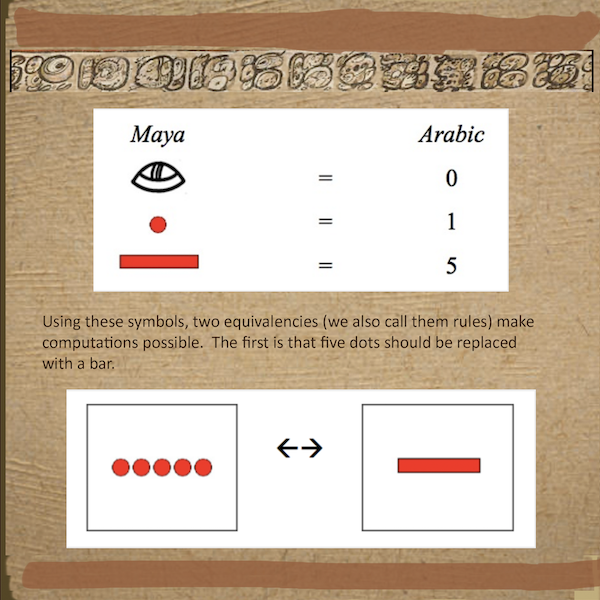 Maya Arabic
= 0
= 1
= 5
Using these symbols, two equivalencies (we also call them rules) make
computations possible.  The first is that five dots should be replaced
with a bar.